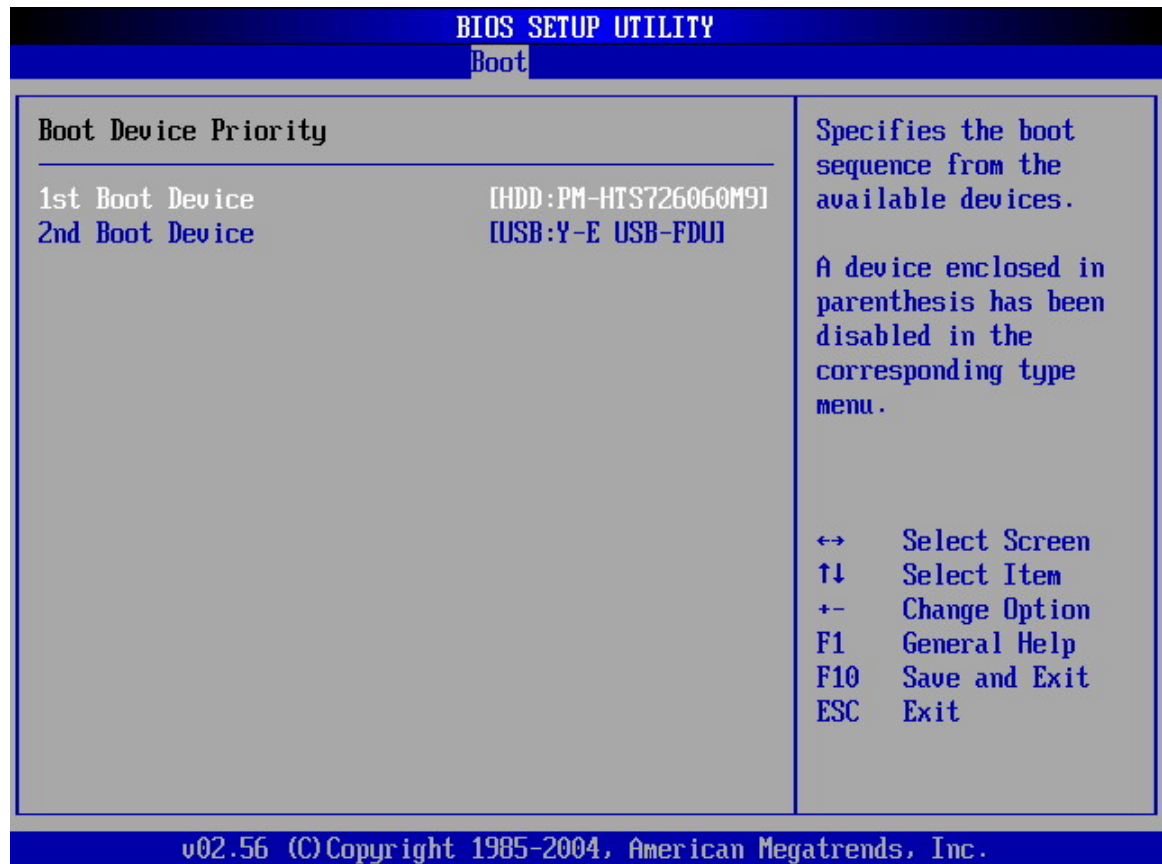 BIOS SETUP UTILITY
Boot
Boot Device Priority
1st Boot Device [HDD:PM-HTS726060M9]
2nd Boot Device [USB:Y-E USB-FDU]
Specifies the boot
sequence from the
available devices.
A device enclosed in
parenthesis has been
disabled in the
corresponding type
menu.
←→ Select Screen
↑↓ Select Item
+- Change Option
F1 General Help
F10 Save and Exit
ESC Exit
v02.56 (C)Copyright 1985-2004, American Megatrends, Inc.